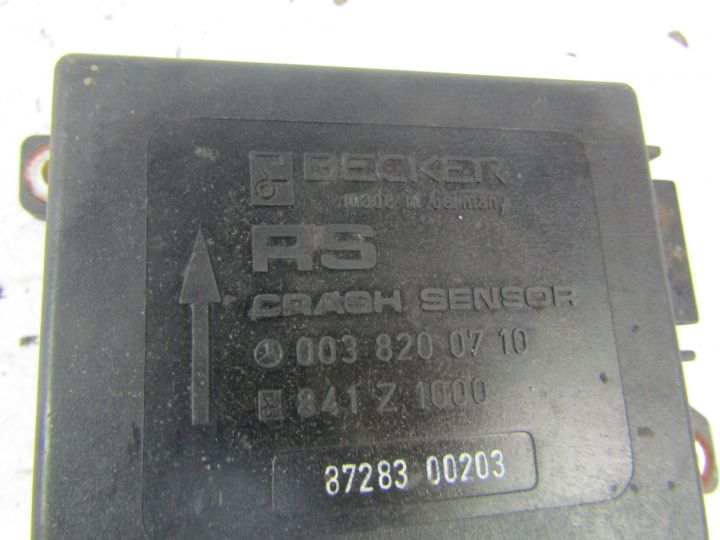 BECKER
made in Germany
RS
CRASH SENSOR
003 820 07 10
841 Z 1000
87283 00203